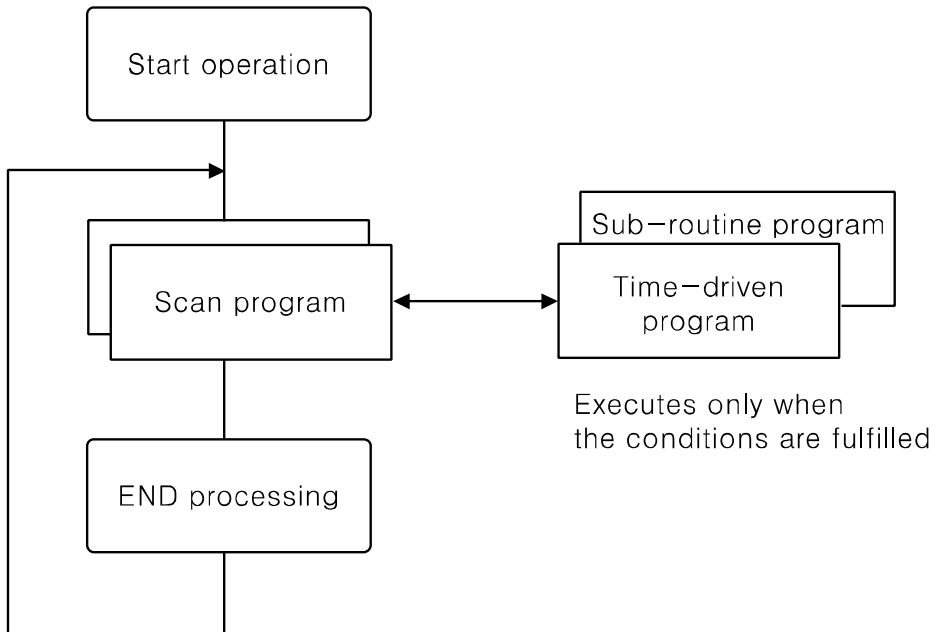 Start operation
Sub-routine program
Scan program
Time-driven
program
Executes only when
the conditions are fulfilled
END processing